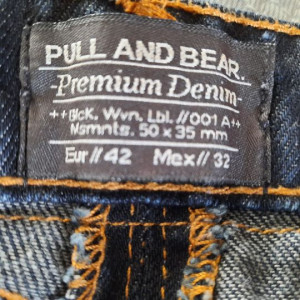 PULL AND BEAR.
-Premium Denim-
++Blck. Wvn. Lbl. //001 A++
Msmnts. 50 x 35 mm
Eur// 42 Mex// 32